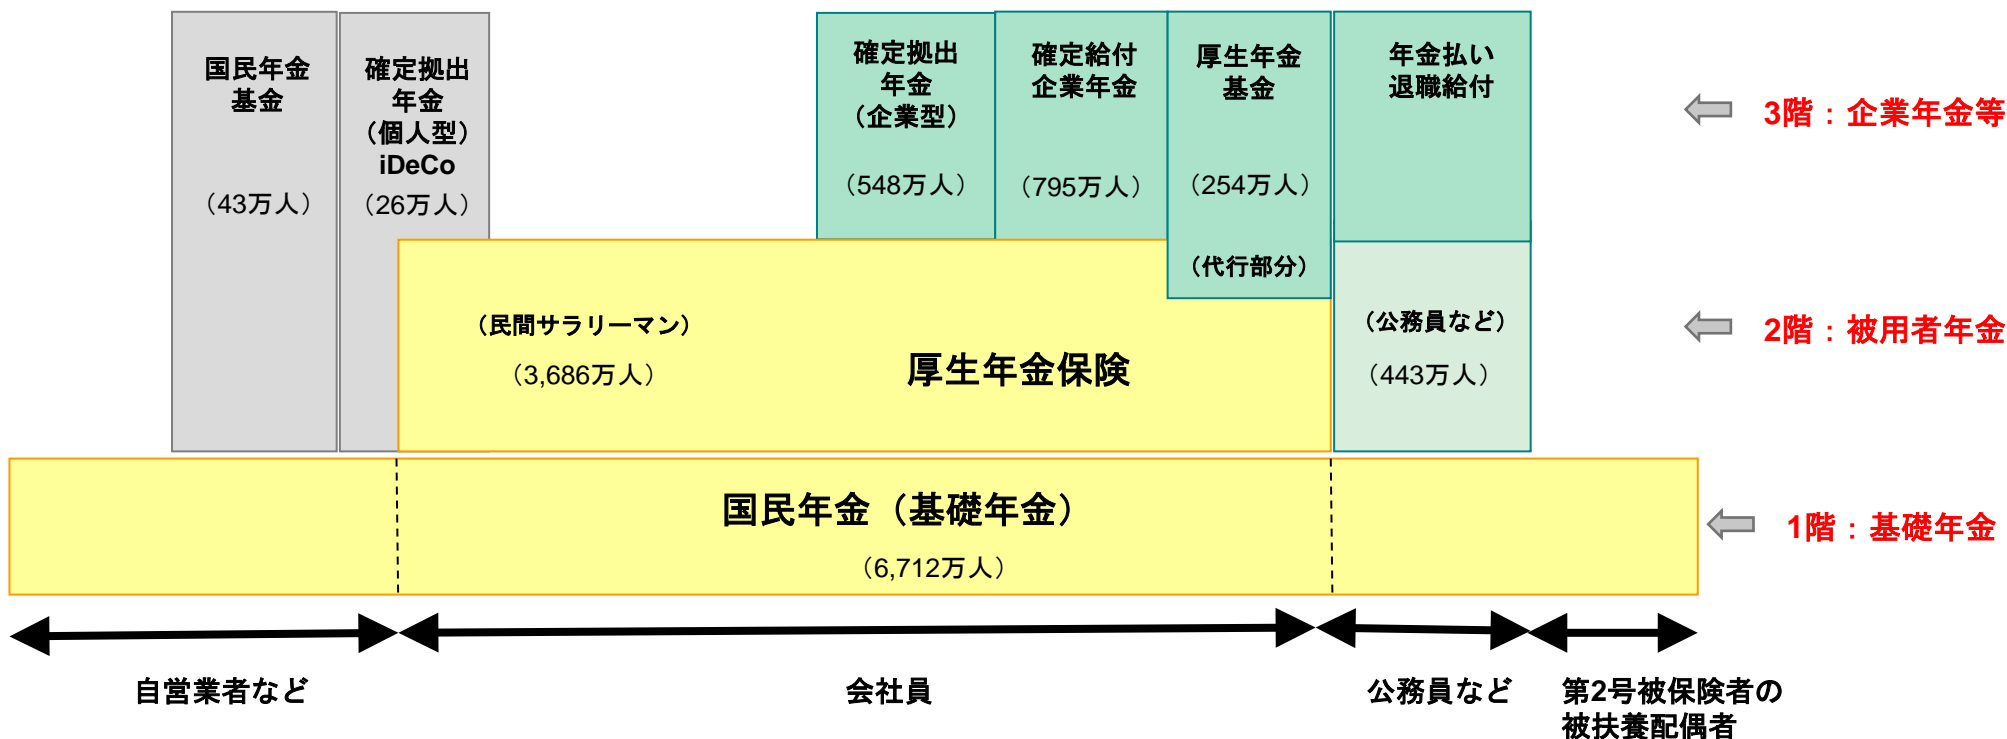 国民年金
基金
（43万人）
確定拠出
年金
（個人型）
iDeCo
（26万人）
確定拠出
年金
（企業型）
（548万人）
確定給付
企業年金
（795万人）
厚生年金
基金
（254万人）
（代行部分）
年金払い
退職給付
3階：企業年金等
（民間サラリーマン）
（3,686万人）
厚生年金保険
（公務員など）
（443万人）
2階：被用者年金
国民年金（基礎年金）
（6,712万人）
1階：基礎年金
自営業者など
会社員
公務員など
第2号被保険者の
被扶養配偶者